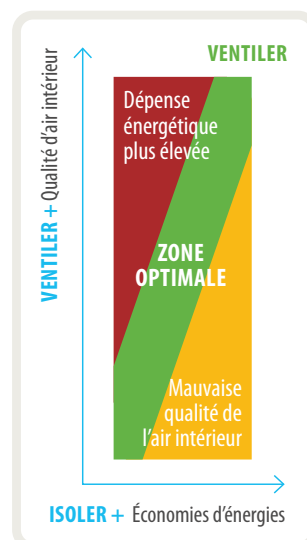 VENTILER
Dépense
énergétique
plus élevée
ZONE
OPTIMALE
Mauvaise
qualité de
l'air intérieur
VENTILER + Qualité d'air intérieur
ISOLER + Économies d'énergies